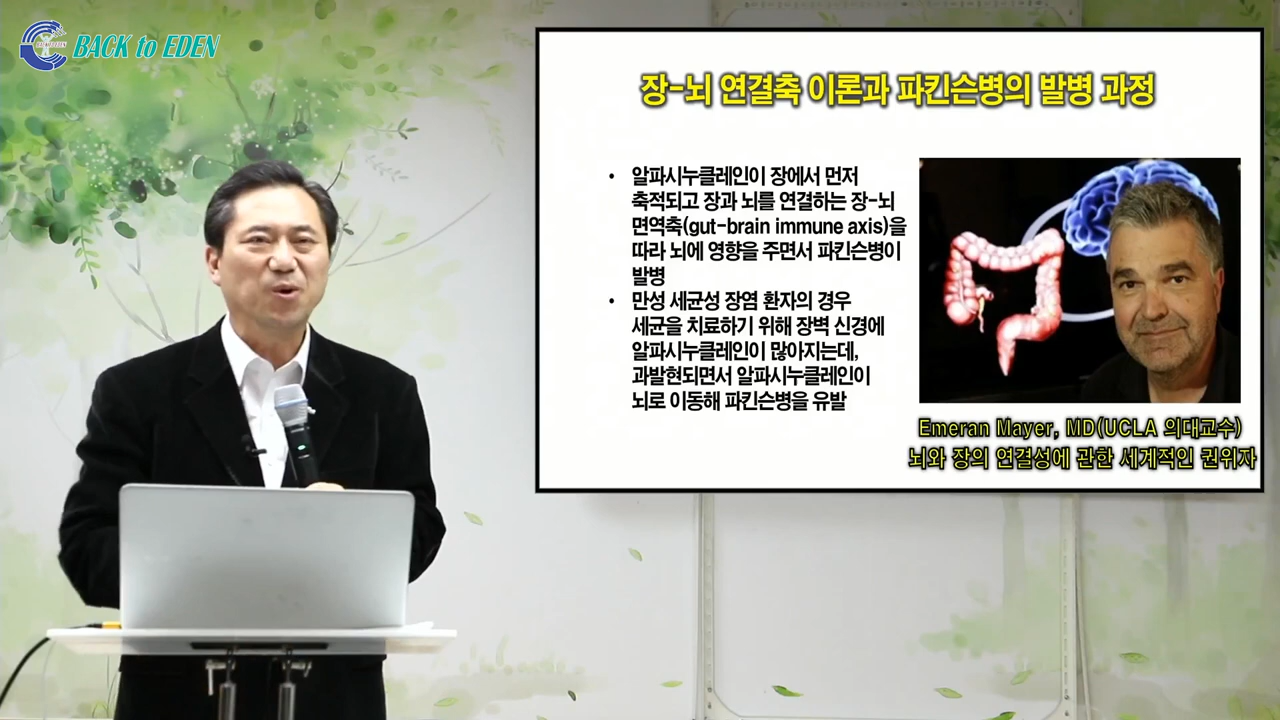 BACK to EDEN
장-뇌 연결축 이론과 파킨슨병의 발병 과정
• 알파시누클레인이 장에서 먼저
축적되고 장과 뇌를 연결하는 장-뇌
면역축(gut-brain immune axis)을
따라 뇌에 영향을 주면서 파킨슨병이
발병
• 만성 세균성 장염 환자의 경우
세균을 치료하기 위해 장벽 신경에
알파시누클레인이 많아지는데,
과발현되면서 알파시누클레인이
뇌로 이동해 파킨슨병을 유발
Emeran Mayer, MD(UCLA 의대교수)
뇌와 장의 연결성에 관한 세계적인 권위자